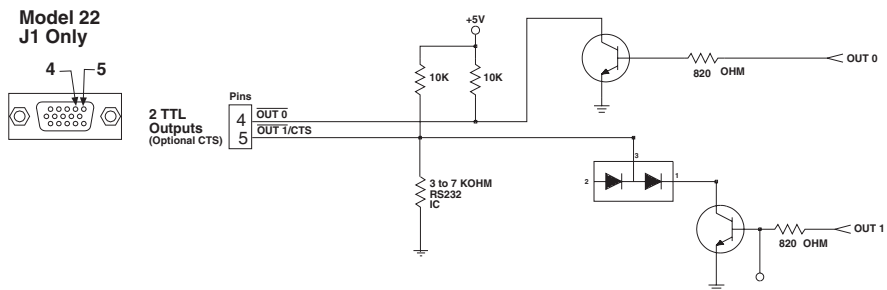 Model 22
J1 Only
4
5
+5V
10K
10K
820 OHM
OUT 0
Pins
2 TTL
Outputs
(Optional CTS)
4
OUT 0
5
OUT 1/CTS
3 to 7 KOHM
RS232
IC
3
2
1
820 OHM
OUT 1